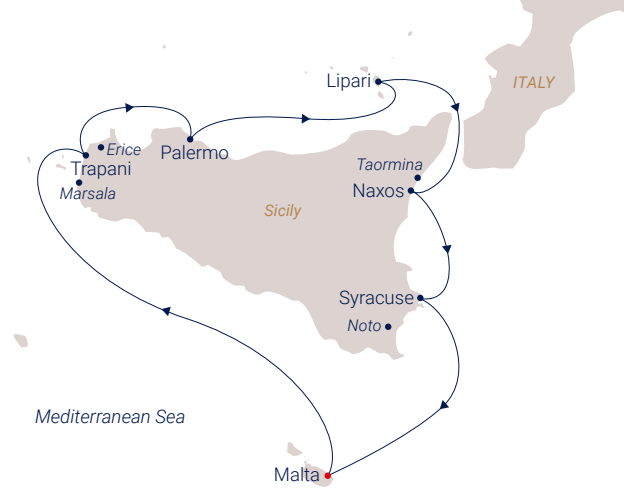 Lipari
ITALY
Erice
Palermo
Trapani
Taormina
Marsala
Naxos
Sicily
Syracuse
Noto
Mediterranean Sea
Malta